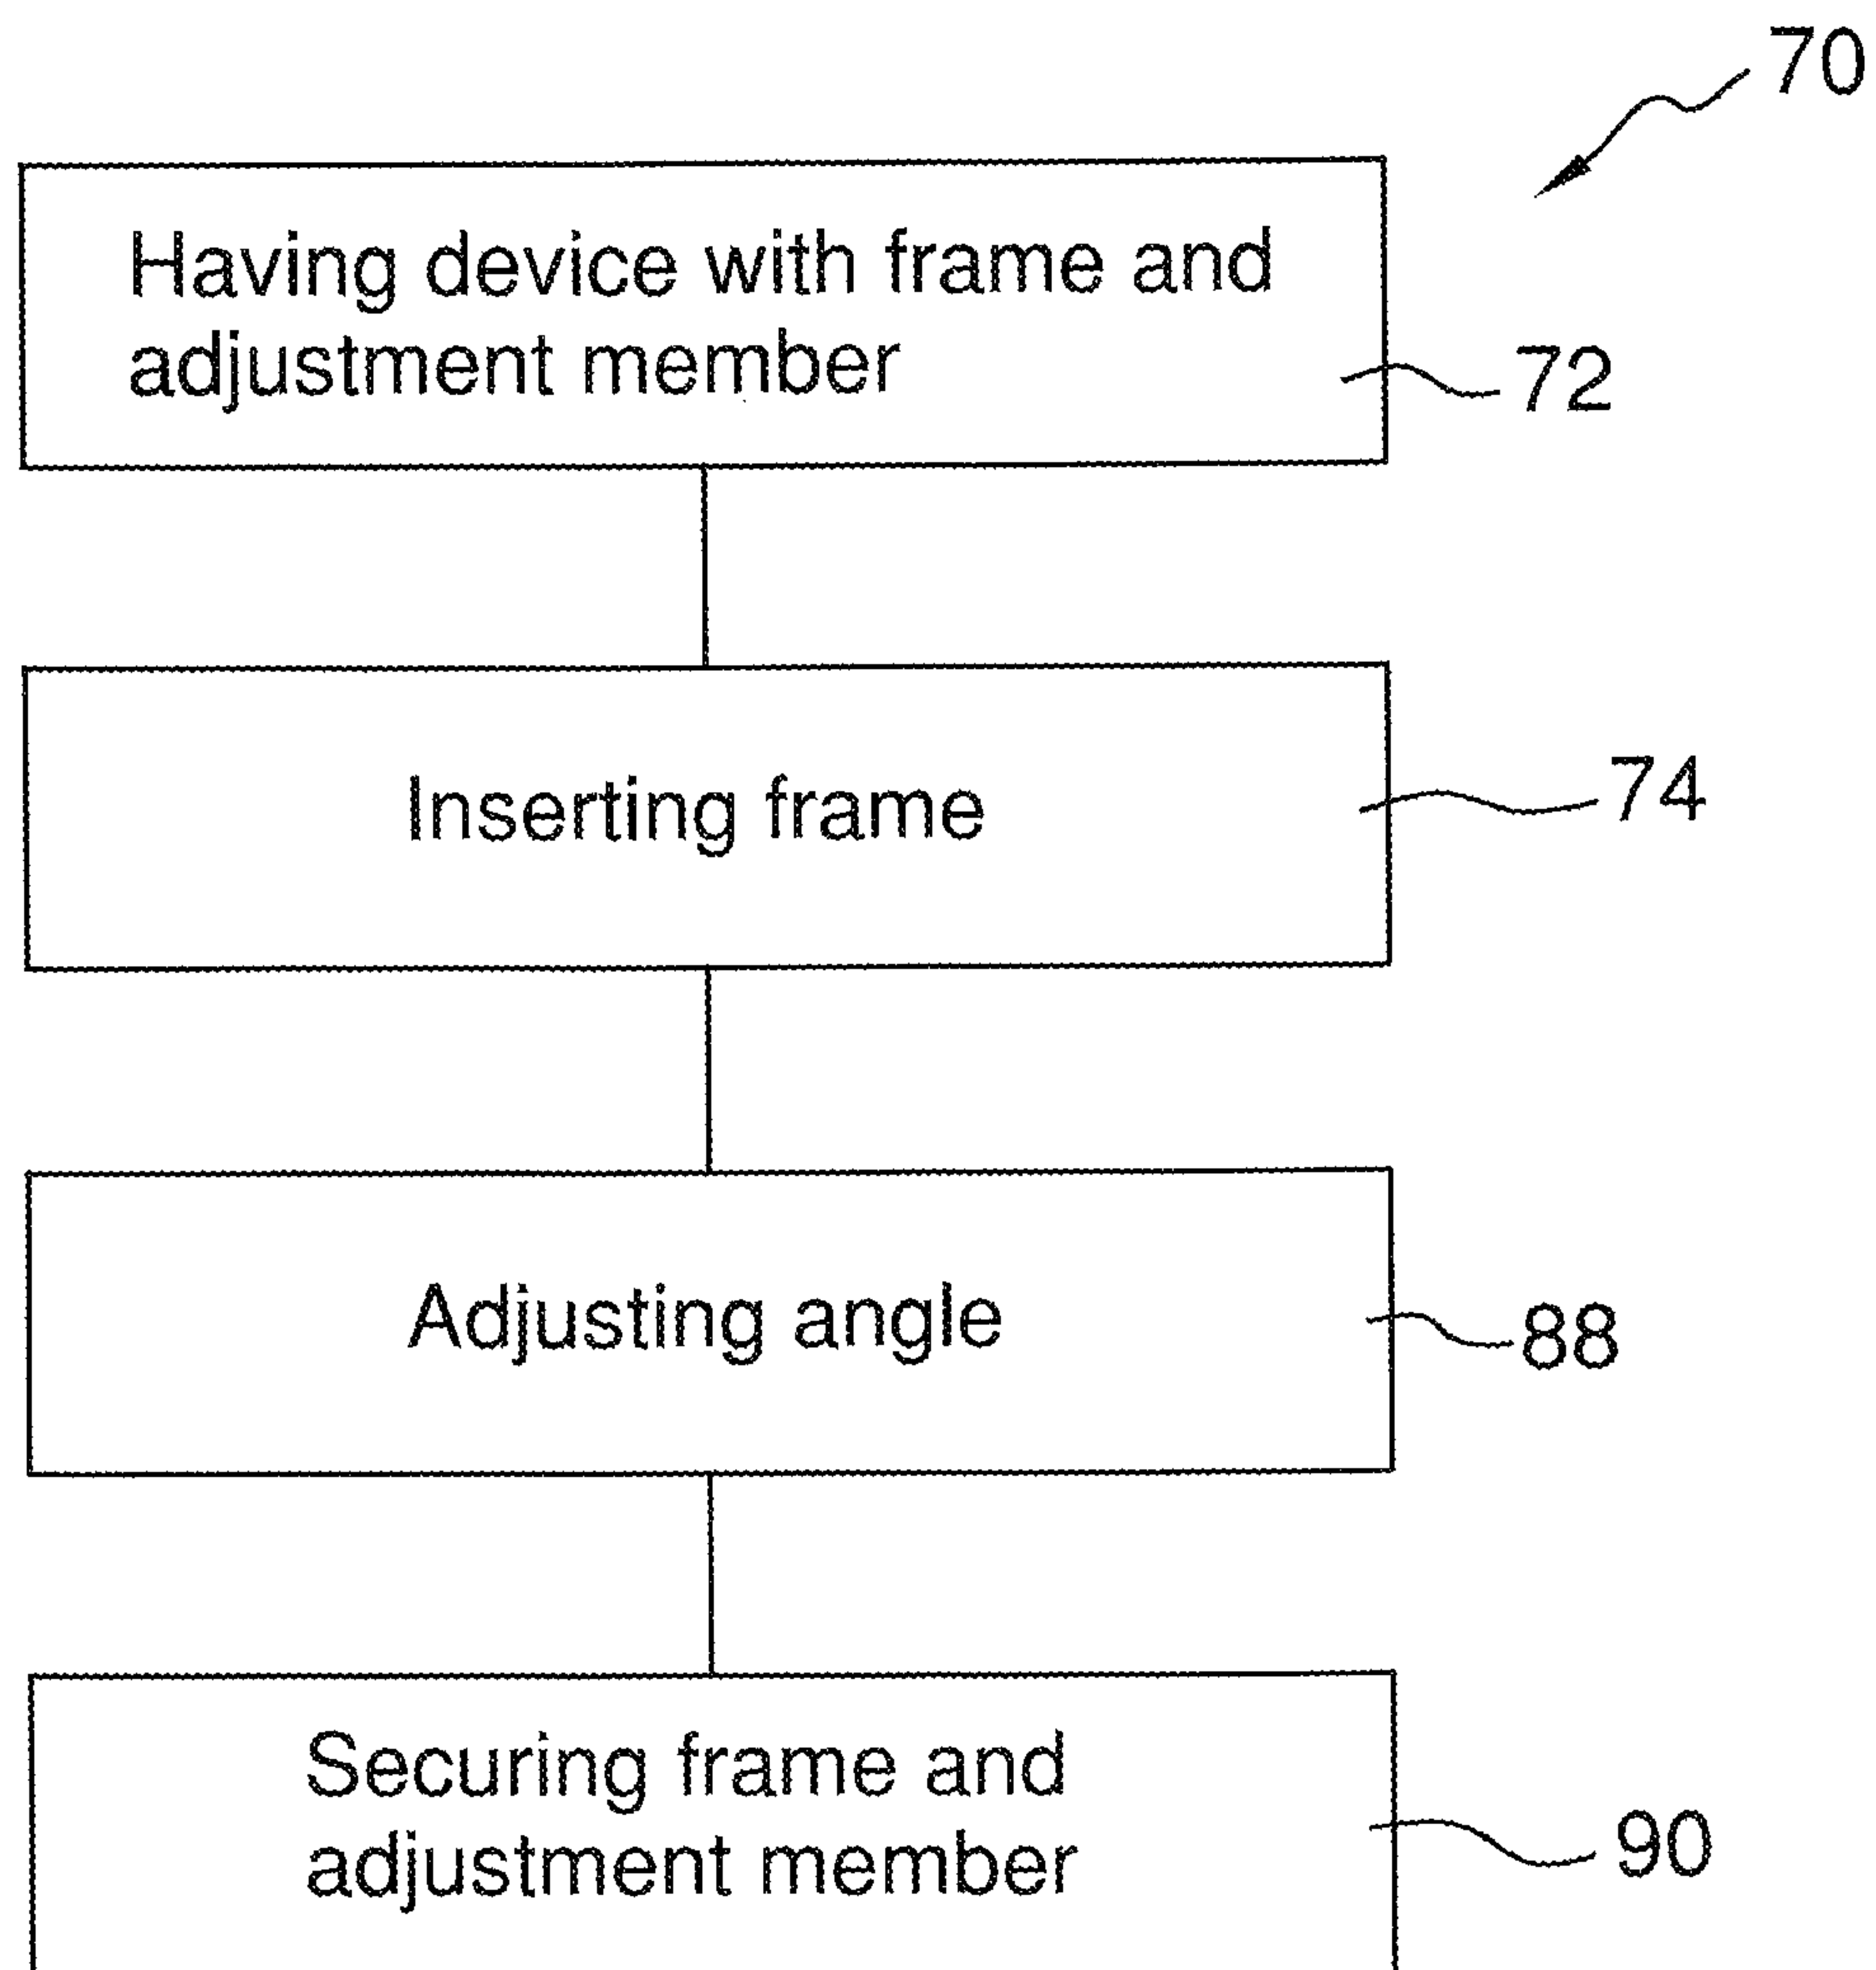 70
Having device with frame and
adjustment member
72
Inserting frame
74
Adjusting angle
88
Securing frame and
adjustment member
90